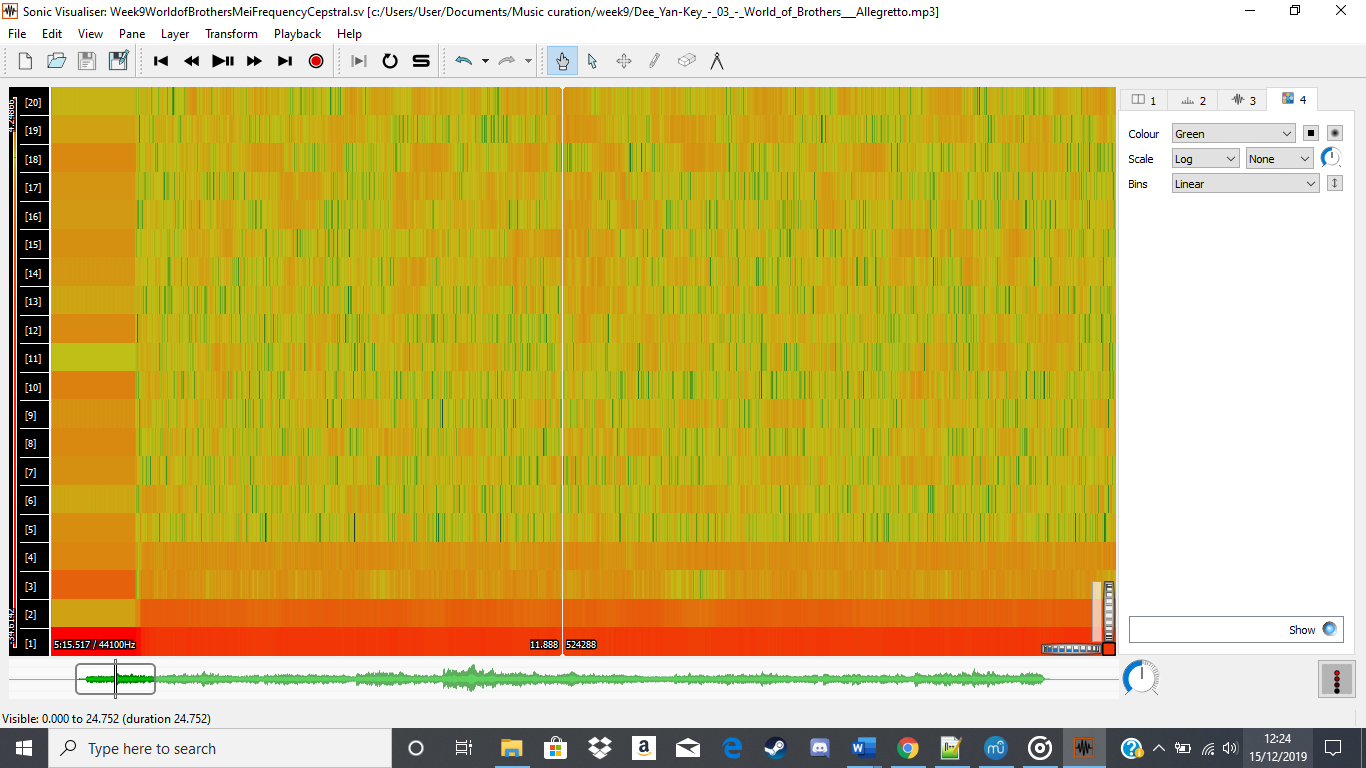 Sonic Visualiser: Week9WorldofBrothersMeiFrequencyCepstral.sv [c:/Users/User/Documents/Music curation/week9/Dee_Yan-Key_-_03_-_World_of_Brothers___Allegretto.mp3]
File Edit View Pane Layer Transform Playback Help
1 2 3 4
Colour Green
Scale Log None
Bins Linear
[20]
[19]
[18]
[17]
[16]
[15]
[14]
[13]
[12]
[11]
[10]
[9]
[8]
[7]
[6]
[5]
[4]
[3]
[2]
[1]
5:15.517 / 44100Hz 11.888 524288
Show
Visible: 0.000 to 24.752 (duration 24.752)
Type here to search
12:24
15/12/2019